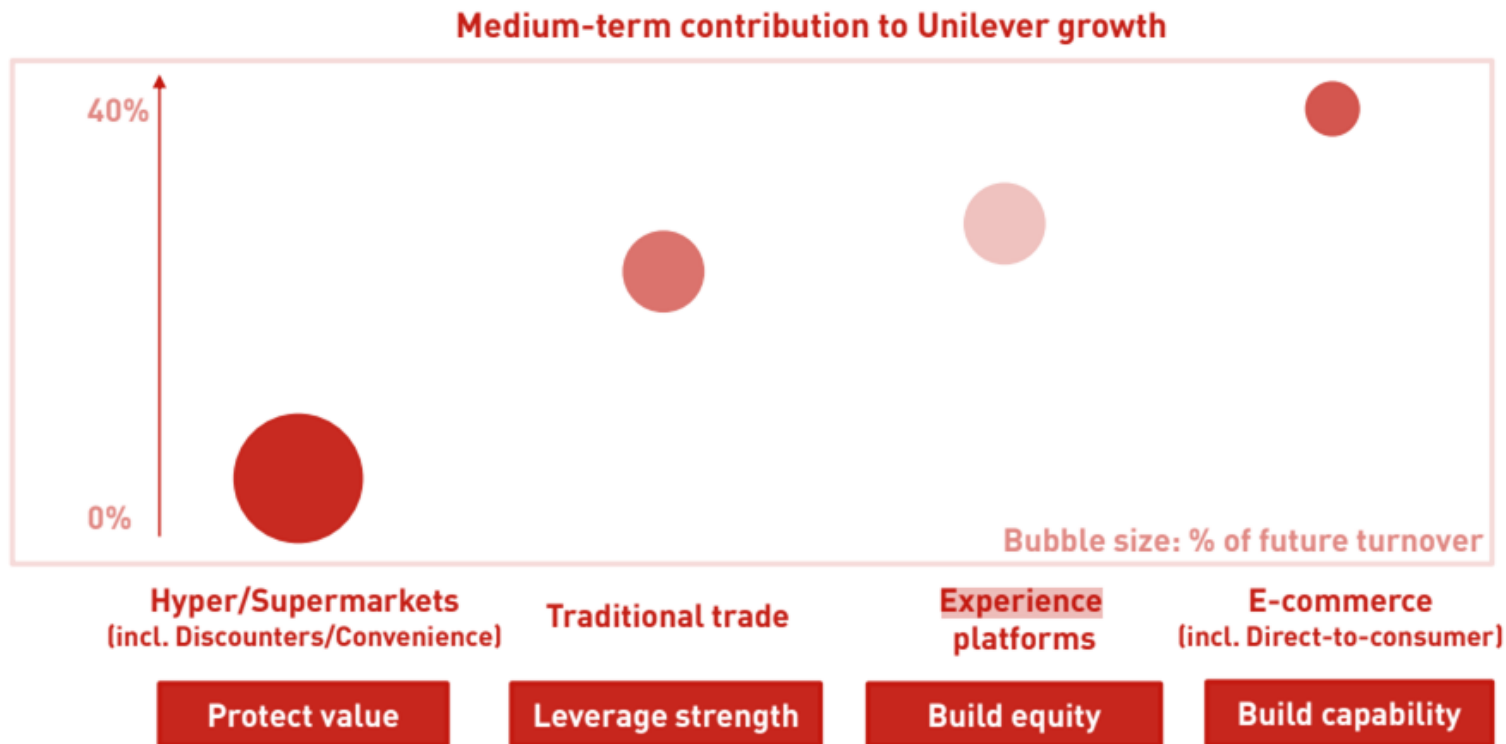 Medium-term contribution to Unilever growth
40%
0%
Bubble size: % of future turnover
Hyper/Supermarkets
(incl. Discounters/Convenience)
Traditional trade
Experience
platforms
E-commerce
(incl. Direct-to-consumer)
Protect value
Leverage strength
Build equity
Build capability